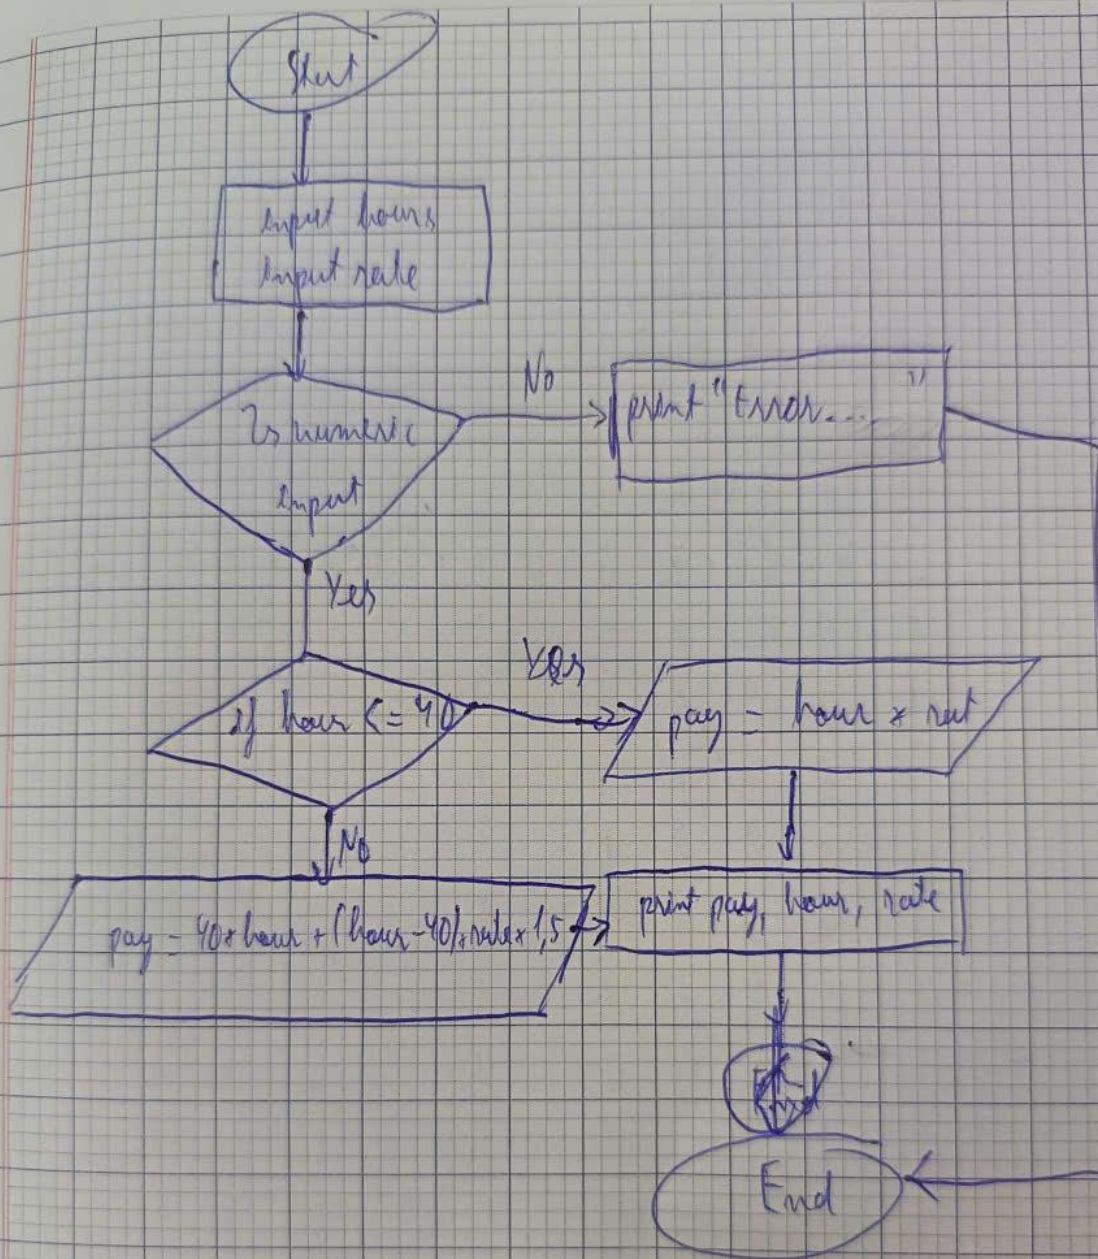 Start
input hours
input rate
Is numeric
input
No
print "Error.... "
Yes
if hour <= 40
Yes
pay = hour * rat
No
pay = 40*hour + (hour-40)*rate*1,5
print pay, hour, rate
End
End